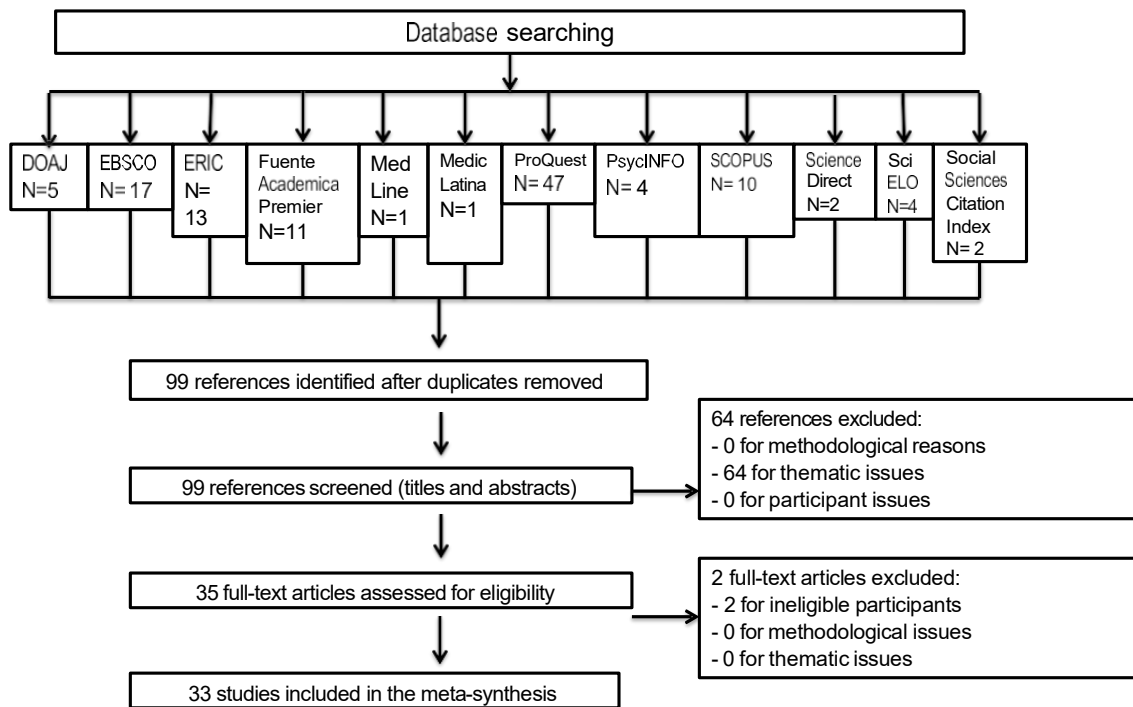 Database searching
DOAJ
N=5
EBSCO
N= 17
ERIC
N=
13
Fuente
Academica
Premier
N=11
Med
Line
N=1
Medic
Latina
N=1
ProQuest
N= 47
PsycINFO
N= 4
SCOPUS
N= 10
Science
Direct
N=2
Sci
ELO
N=4
Social
Sciences
Citation
Index
N= 2
99 references identified after duplicates removed
99 references screened (titles and abstracts)
64 references excluded:
- 0 for methodological reasons
- 64 for thematic issues
- 0 for participant issues
35 full-text articles assessed for eligibility
2 full-text articles excluded:
- 2 for ineligible participants
- 0 for methodological issues
- 0 for thematic issues
33 studies included in the meta-synthesis